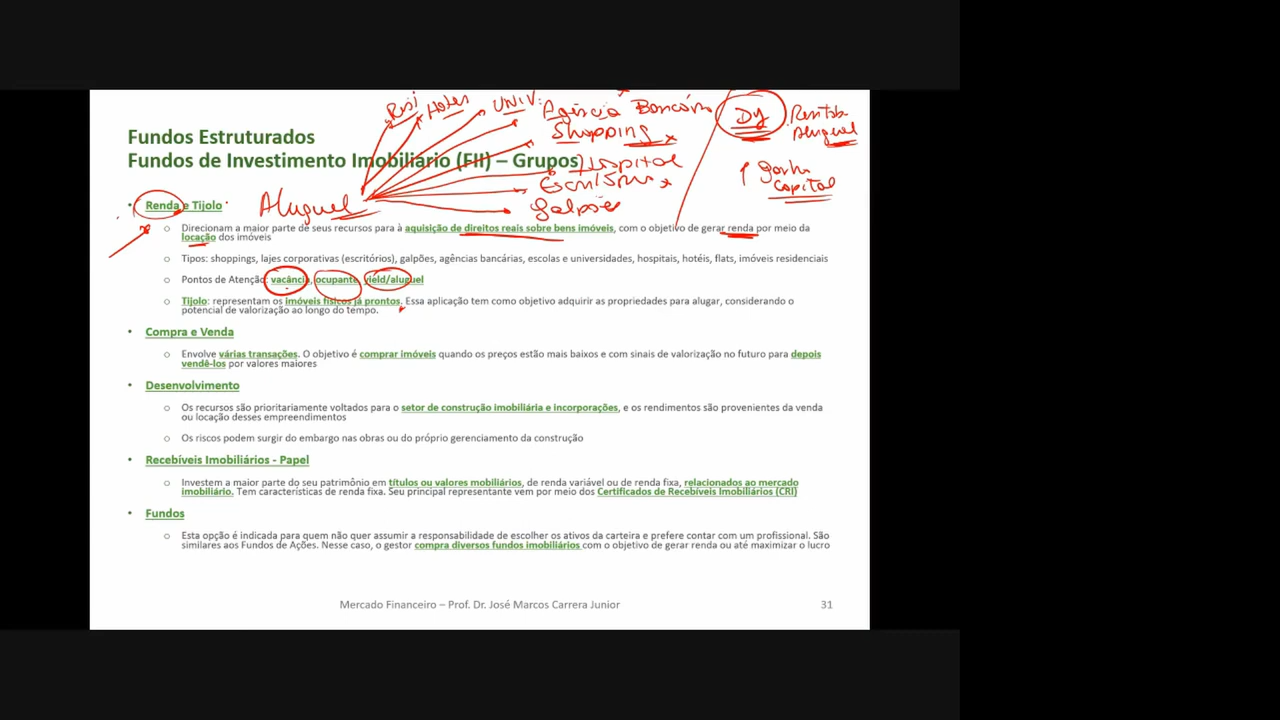 Resi Hotéis UNIV. Agência Bancária DY Rentab.
Shopping aluguel
Fundos Estruturados
Fundos de Investimento Imobiliário (FII) – Grupos
Hospital
Escritórios ganho
capital
Renda e Tijolo Aluguel Galpões
Direcionam a maior parte de seus recursos para à aquisição de direitos reais sobre bens imóveis, com o objetivo de gerar renda por meio da
locação dos imóveis
Tipos: shoppings, lajes corporativas (escritórios), galpões, agências bancárias, escolas e universidades, hospitais, hotéis, flats, imóveis residenciais
Pontos de Atenção: vacância, ocupante, yield/aluguel
Tijolo: representam os imóveis físicos já prontos. Essa aplicação tem como objetivo adquirir as propriedades para alugar, considerando o
potencial de valorização ao longo do tempo.
Compra e Venda
Envolve várias transações. O objetivo é comprar imóveis quando os preços estão mais baixos e com sinais de valorização no futuro para depois
vendê-los por valores maiores
Desenvolvimento
Os recursos são prioritariamente voltados para o setor de construção imobiliária e incorporações, e os rendimentos são provenientes da venda
ou locação desses empreendimentos
Os riscos podem surgir do embargo nas obras ou do próprio gerenciamento da construção
Recebíveis Imobiliários - Papel
Investem a maior parte do seu patrimônio em títulos ou valores mobiliários, de renda variável ou de renda fixa, relacionados ao mercado
imobiliário. Tem características de renda fixa. Seu principal representante vem por meio dos Certificados de Recebíveis Imobiliários (CRI)
Fundos
Esta opção é indicada para quem não quer assumir a responsabilidade de escolher os ativos da carteira e prefere contar com um profissional. São
similares aos Fundos de Ações. Nesse caso, o gestor compra diversos fundos imobiliários com o objetivo de gerar renda ou até maximizar o lucro
Mercado Financeiro – Prof. Dr. José Marcos Carrera Junior 31